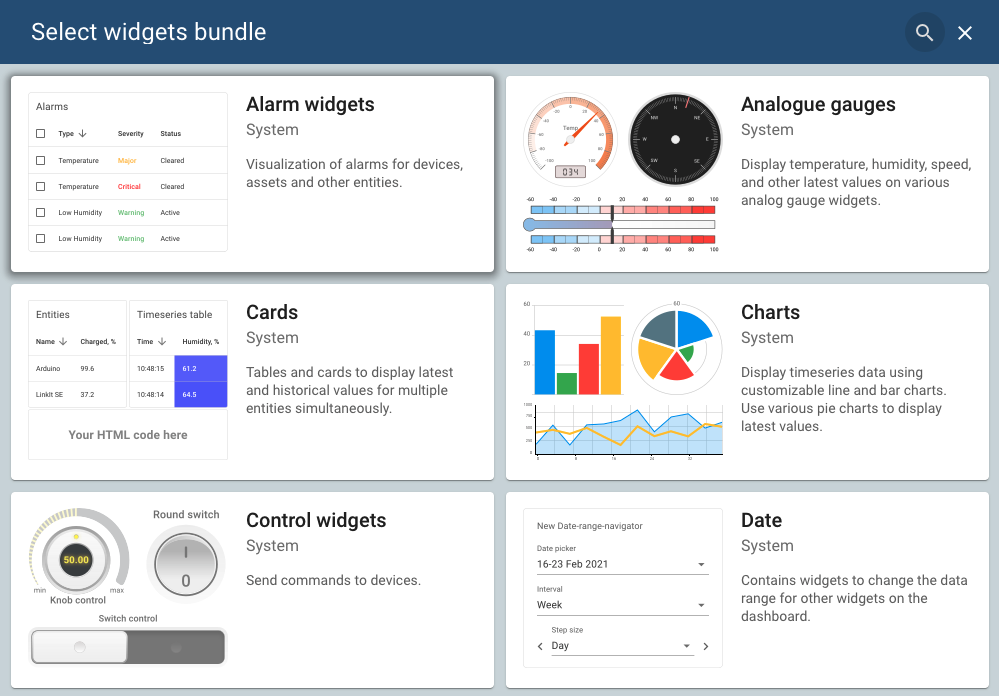 Select widgets bundle
Alarms
Type Severity Status
Temperature Major Cleared
Temperature Critical Cleared
Low Humidity Warning Active
Low Humidity Warning Active
Alarm widgets
System
Visualization of alarms for devices,
assets and other entities.
Temp
034
N
NE
E
SE
S
SW
W
NW
-60 -40 -20 0 20 40 60 80 100
-60 -40 -20 0 20 40 60 80 100
Analogue gauges
System
Display temperature, humidity, speed,
and other latest values on various
analog gauge widgets.
Entities
Name Charged, %
Arduino 99.6
LinkIt SE 37.2
Timeseries table
Time Humidity, %
10:48:15 61.2
10:48:14 64.5
Your HTML code here
Cards
System
Tables and cards to display latest
and historical values for multiple
entities simultaneously.
60
40
20
60
Charts
System
Display timeseries data using
customizable line and bar charts.
Use various pie charts to display
latest values.
50.00
min max
Knob control
Round switch
I
0
Switch control
Control widgets
System
Send commands to devices.
New Date-range-navigator
Date picker
16-23 Feb 2021
Interval
Week
Step size
Day
Date
System
Contains widgets to change the data
range for other widgets on the
dashboard.